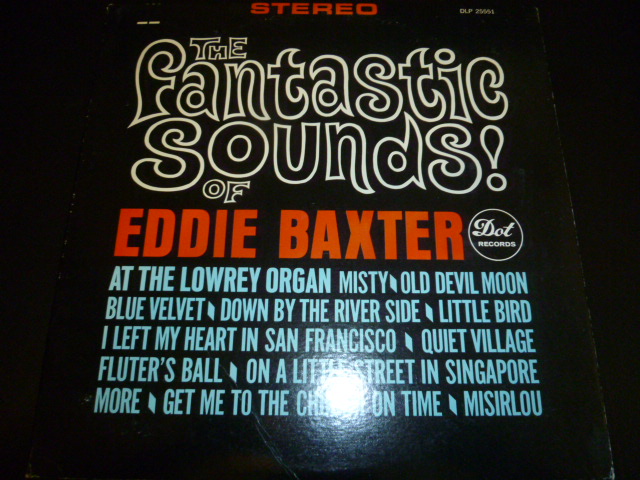 STEREO
DLP 25551
THE
fantastic
SOUNDS!
OF
EDDIE BAXTER
Dot
RECORDS
AT THE LOWREY ORGAN MISTY OLD DEVIL MOON
BLUE VELVET DOWN BY THE RIVER SIDE LITTLE BIRD
I LEFT MY HEART IN SAN FRANCISCO QUIET VILLAGE
FLUTER'S BALL ON A LITTLE STREET IN SINGAPORE
MORE GET ME TO THE CHURCH ON TIME MISIRLOU